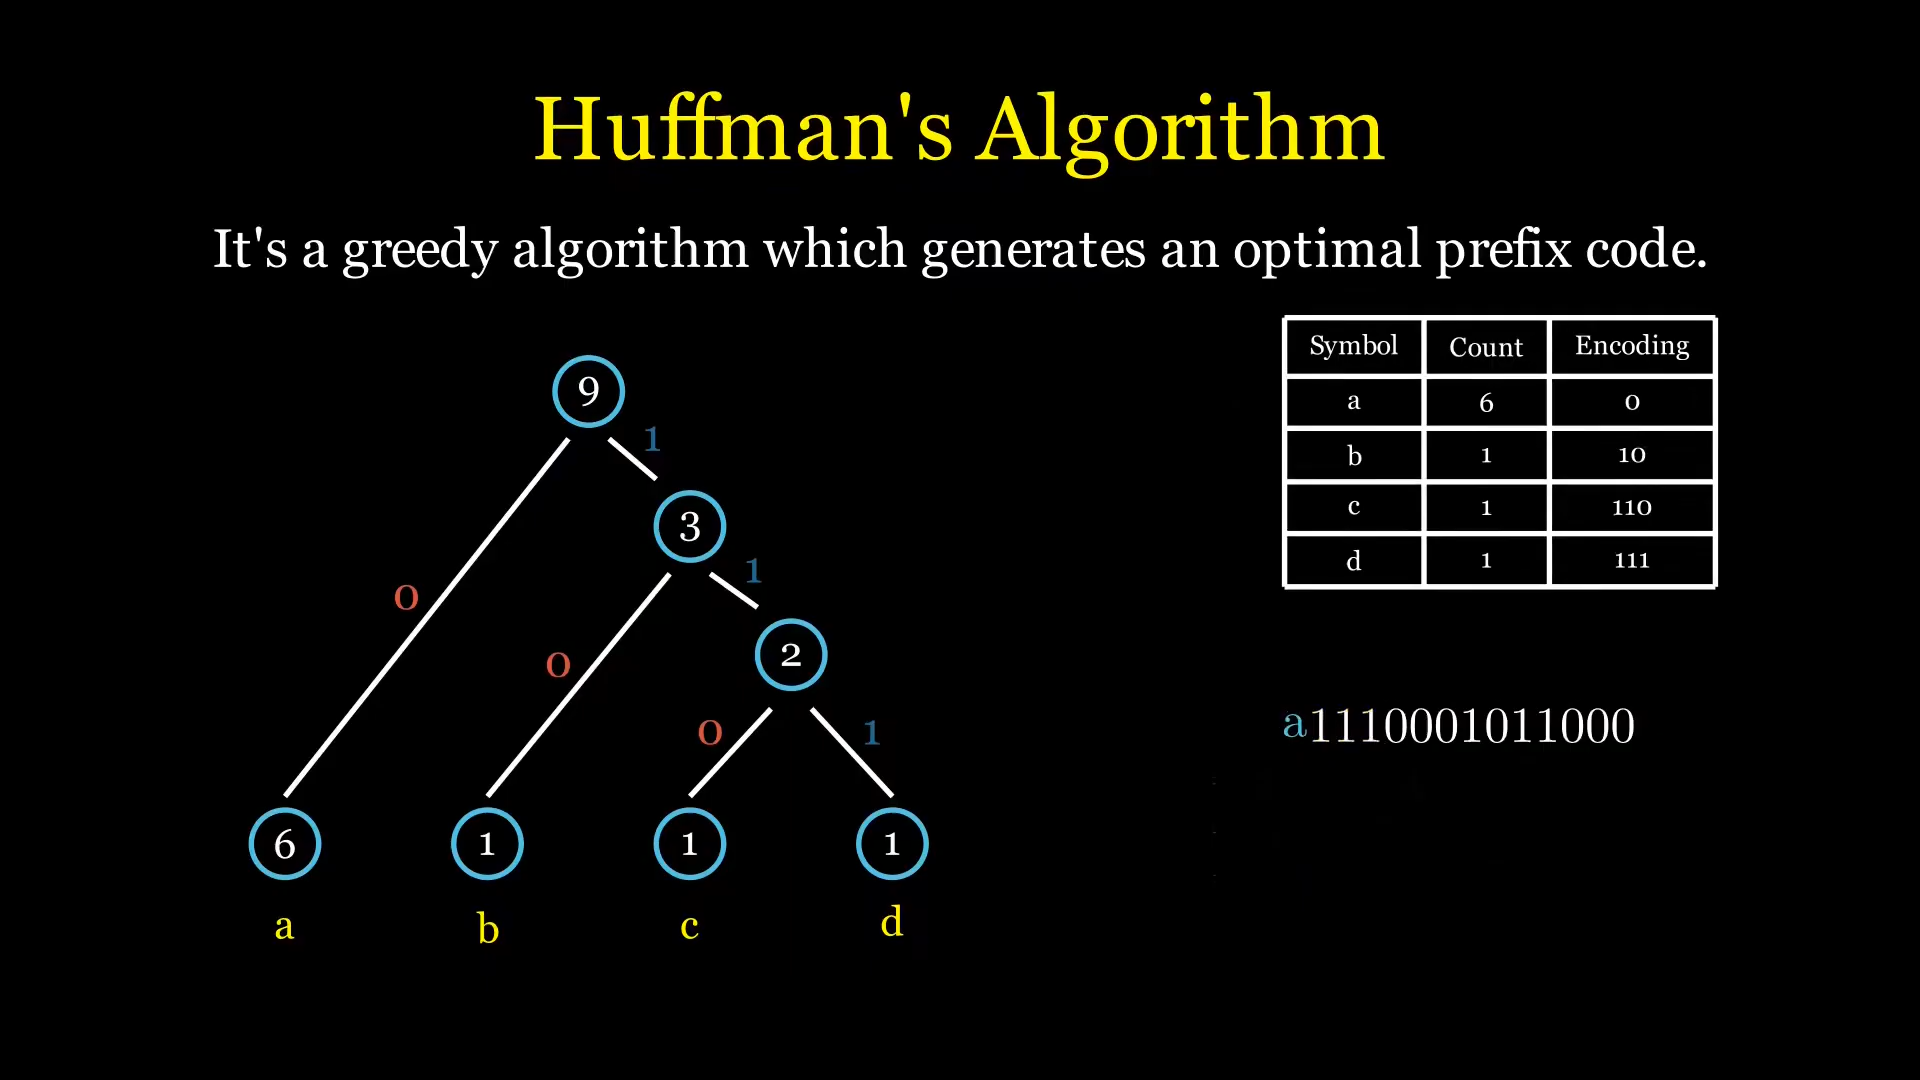 Huffman's Algorithm
It's a greedy algorithm which generates an optimal prefix code.
Symbol Count Encoding
a 6 0
b 1 10
c 1 110
d 1 111
9
1
3
1
0
0
2
0 1
a1110001011000
6 1 1 1
a b c d